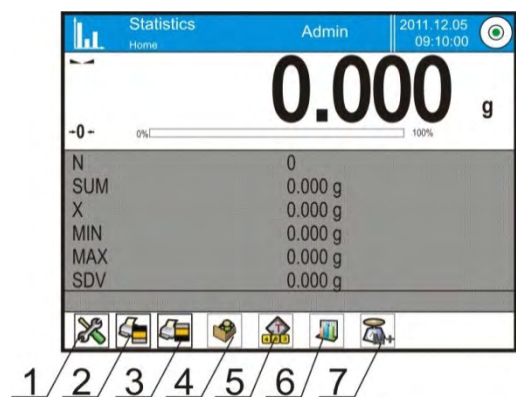 Statistics Admin 2011.12.05
Home 09:10:00
0.000 g
→0← 0% 100%
N 0
SUM 0.000 g
X 0.000 g
MIN 0.000 g
MAX 0.000 g
SDV 0.000 g
T
M+
1 2 3 4 5 6 7